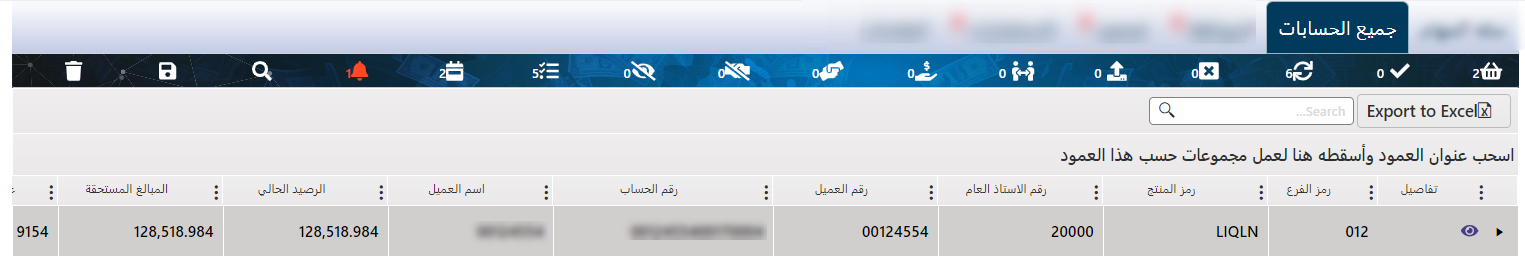 جميع الحسابات
2 0 6 0 0 0 0 0 0 0 5 2 1
Export to Excel Search...
اسحب عنوان العمود وأسقطه هنا لعمل مجموعات حسب هذا العمود
تفاصيل رمز الفرع رمز المنتج رقم الاستاذ العام رقم العميل رقم الحساب اسم العميل الرصيد الحالي المبالغ المستحقة
012 LIQLN 20000 00124554 128,518.984 128,518.984 9154